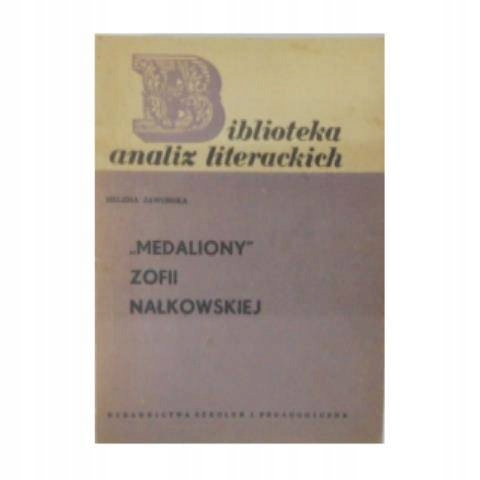 Biblioteka
analiz literackich
HELENA ZAWORSKA
„MEDALIONY”
ZOFII
NAŁKOWSKIEJ
WYDAWNICTWA SZKOLNE I PEDAGOGICZNE